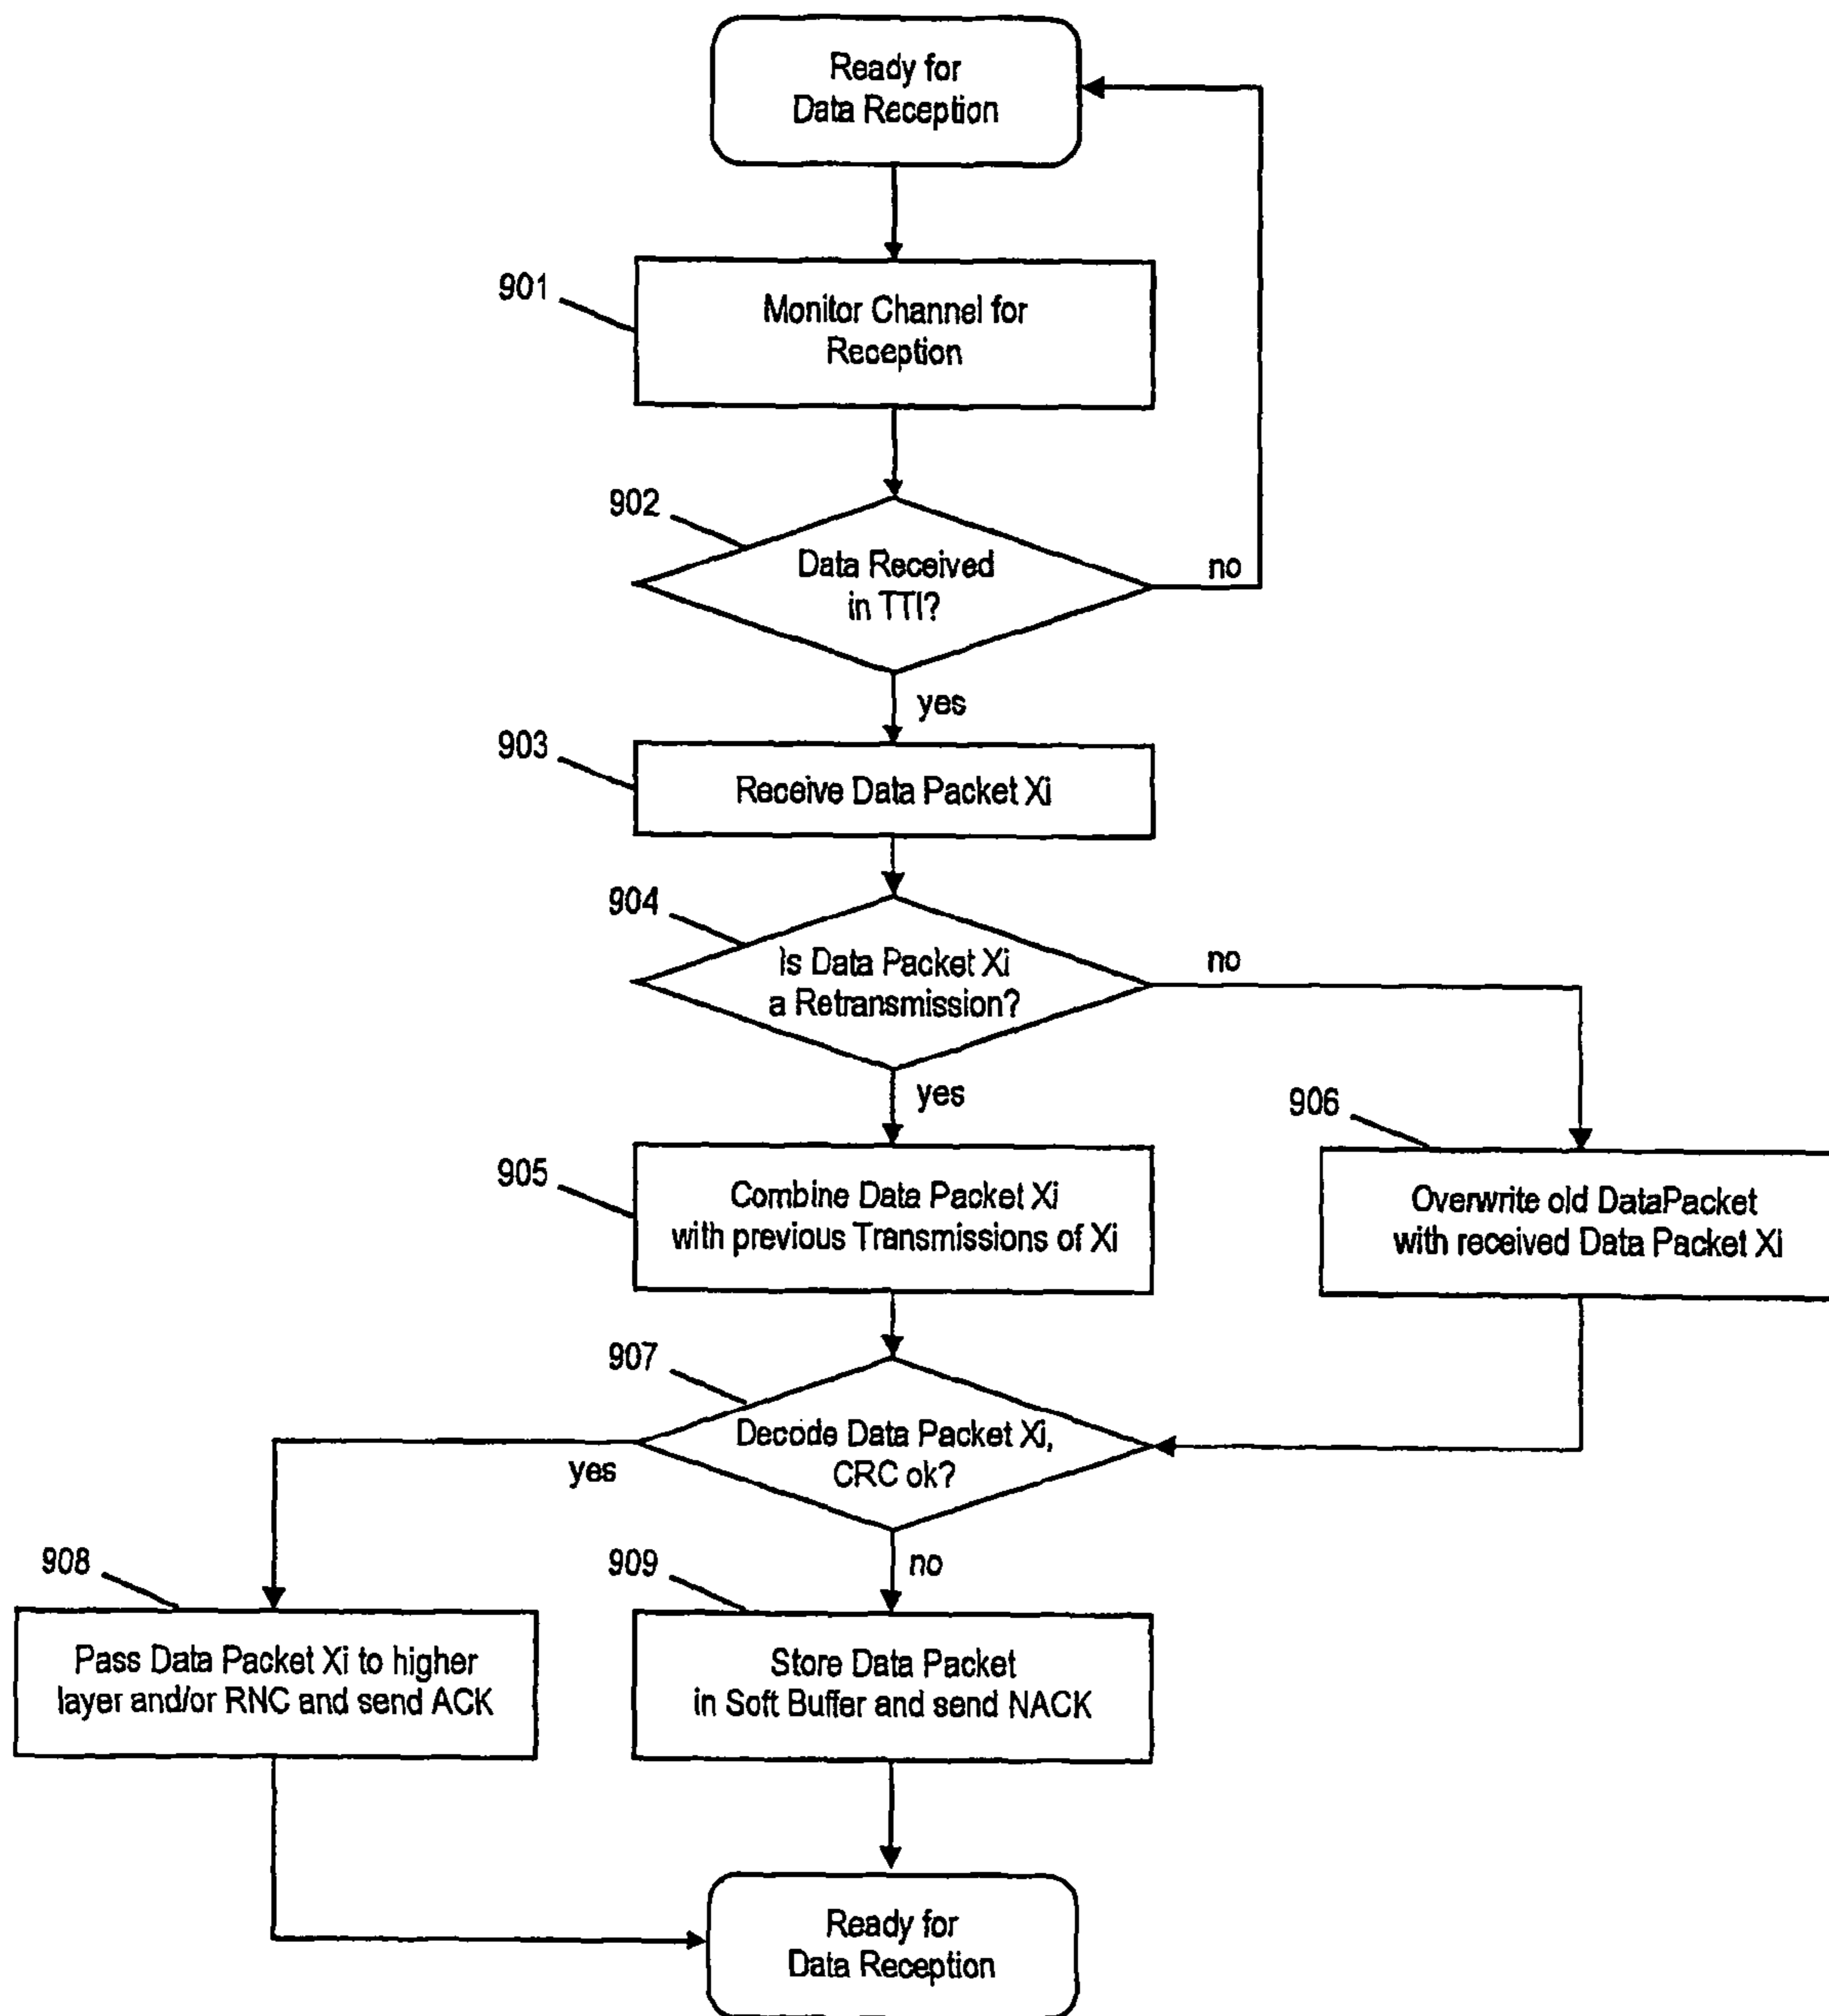 Ready for
Data Reception
901
Monitor Channel for
Reception
902
Data Received
in TTI?
no
yes
903
Receive Data Packet Xi
904
Is Data Packet Xi
a Retransmission?
no
yes
905
Combine Data Packet Xi
with previous Transmissions of Xi
906
Overwrite old DataPacket
with received Data Packet Xi
907
Decode Data Packet Xi,
CRC ok?
yes
no
908
Pass Data Packet Xi to higher
layer and/or RNC and send ACK
909
Store Data Packet
in Soft Buffer and send NACK
Ready for
Data Reception